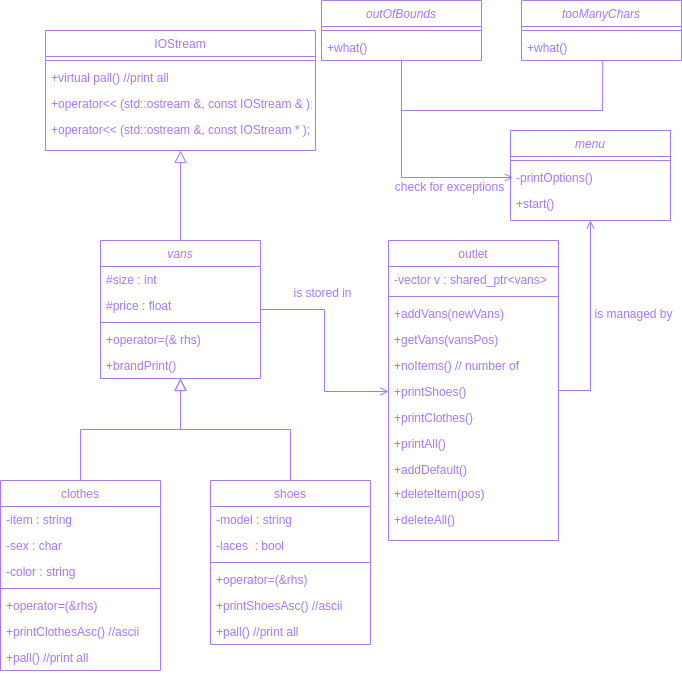 outOfBounds
+what()
tooManyChars
+what()
IOStream
+virtual pall() //print all
+operator<< (std::ostream &, const IOStream & );
+operator<< (std::ostream &, const IOStream * );
menu
-printOptions()
+start()
check for exceptions
vans
#size : int
#price : float
+operator=(& rhs)
+brandPrint()
is stored in
outlet
-vector v : shared_ptr<vans>
+addVans(newVans)
+getVans(vansPos)
+noItems() // number of
+printShoes()
+printClothes()
+printAll()
+addDefault()
+deleteItem(pos)
+deleteAll()
is managed by
clothes
-item : string
-sex : char
-color : string
+operator=(&rhs)
+printClothesAsc() //ascii
+pall() //print all
shoes
-model : string
-laces  : bool
+operator=(&rhs)
+printShoesAsc() //ascii
+pall() //print all